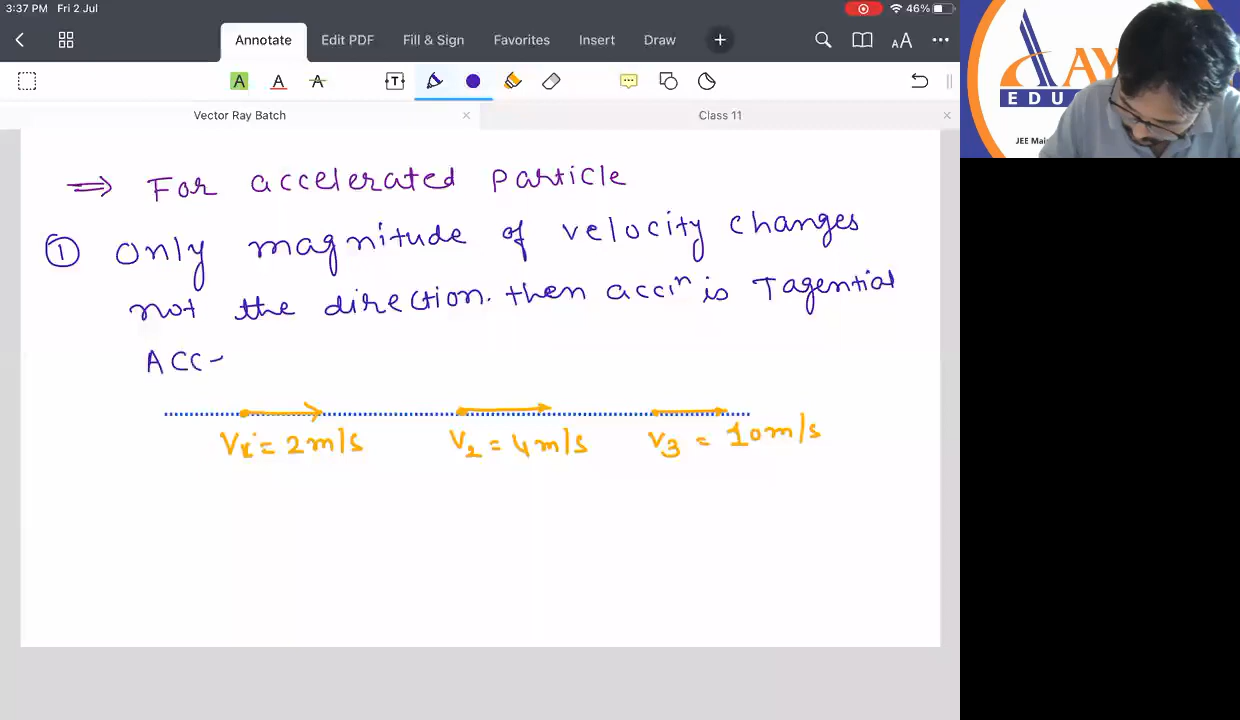 3:37 PM Fri 2 Jul
46%
Annotate Edit PDF Fill & Sign Favorites Insert Draw
Vector Ray Batch
Class 11
⇒ For accelerated Particle
① Only magnitude of velocity changes
not the direction. then accⁿ is Tagential
Acc-
V₁ = 2m/s V₂ = 4m/s V₃ = 10m/s
AY
EDU
JEE Mai